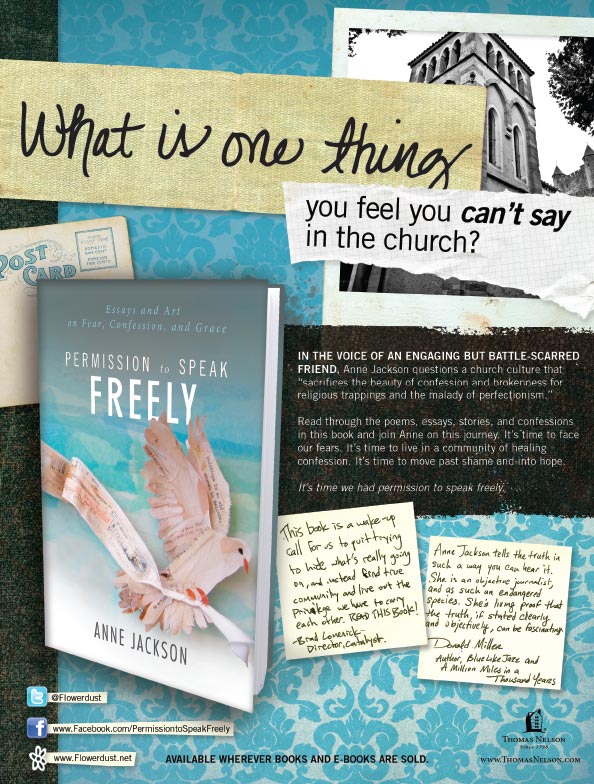 What is one thing
you feel you can't say
in the church?
POST
CARD
Essays and Art
on Fear, Confession, and Grace
PERMISSION to SPEAK
FREELY
ANNE JACKSON
IN THE VOICE OF AN ENGAGING BUT BATTLE-SCARRED
FRIEND, Anne Jackson questions a church culture that
“sacrifices the beauty of confession and brokenness for
religious trappings and the malady of perfectionism.”
Read through the poems, essays, stories, and confessions
in this book and join Anne on this journey. It's time to face
our fears. It's time to live in a community of healing
confession. It's time to move past shame and into hope.
It's time we had permission to speak freely.
This book is a wake-up
call for us to quit trying
to hide what's really going
on, and instead find true
community and live out the
privilege we have to carry
each other. READ THIS BOOK!
-Brad Lomenick,
Director, Catalyst.
Anne Jackson tells the truth in
such a way you can hear it.
She is an objective journalist,
and as such an endangered
species. She's living proof that
the truth, if stated clearly
and objectively, can be fascinating.
Donald Miller
Author, Blue Like Jazz and
A Million Miles in a
Thousand Years
@Flowerdust
www.Facebook.com/PermissiontoSpeakFreely
www.Flowerdust.net
AVAILABLE WHEREVER BOOKS AND E-BOOKS ARE SOLD.
THOMAS NELSON
Since 1798
WWW.THOMASNELSON.COM